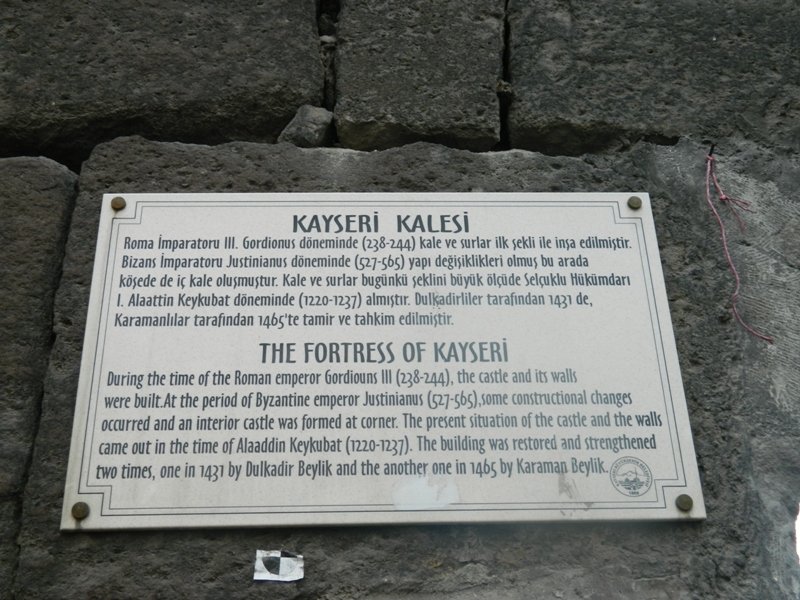 KAYSERİ KALESİ
Roma İmparatoru III. Gordionus döneminde (238-244) kale ve surlar ilk şekli ile inşa edilmiştir.
Bizans İmparatoru Justinianus döneminde (527-565) yapı değişiklikleri olmuş bu arada
köşede de iç kale oluşmuştur. Kale ve surlar bugünkü şeklini büyük ölçüde Selçuklu Hükümdarı
I. Alaattin Keykubat döneminde (1220-1237) almıştır. Dulkadirliler tarafından 1431 de,
Karamanlılar tarafından 1465'te tamir ve tahkim edilmiştir.
THE FORTRESS OF KAYSERİ
During the time of the Roman emperor Gordiouns III (238-244), the castle and its walls
were built.At the period of Byzantine emperor Justinianus (527-565),some constructional changes
occurred and an interior castle was formed at corner. The present situation of the castle and the walls
came out in the time of Alaaddin Keykubat (1220-1237). The building was restored and strengthened
two times, one in 1431 by Dulkadir Beylik and the another one in 1465 by Karaman Beylik.